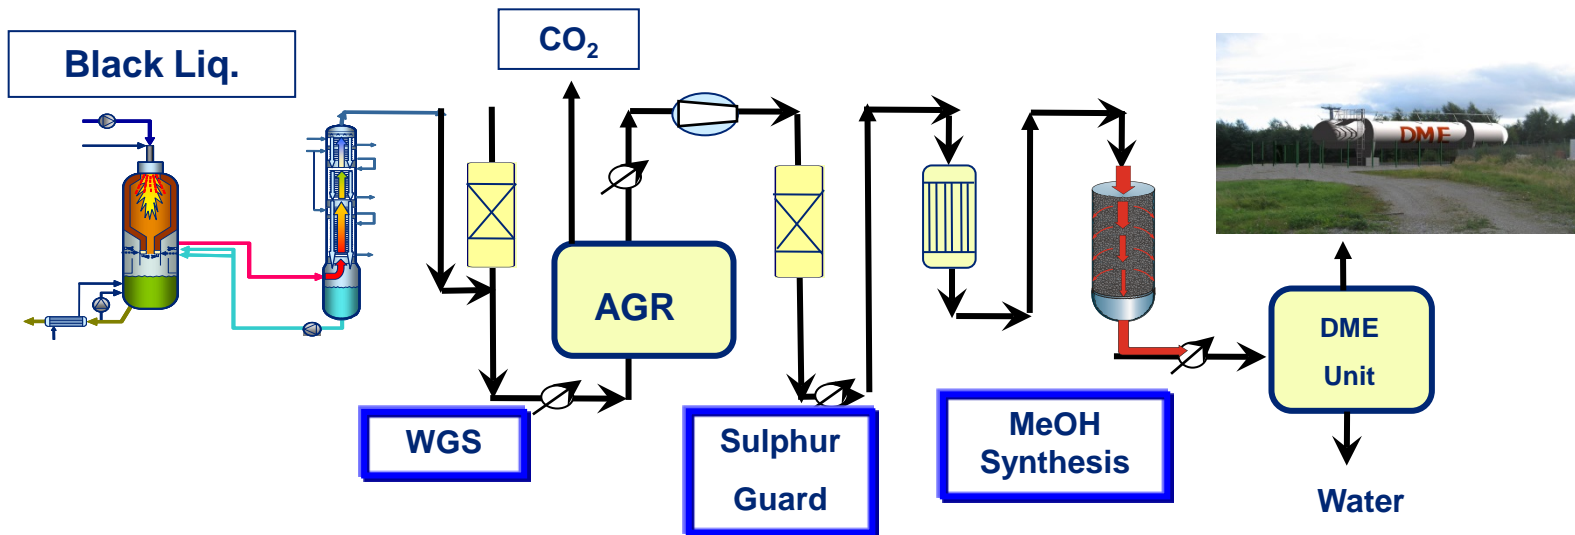 Black Liq.
CO₂
DME
AGR
DME
Unit
WGS
Sulphur
Guard
MeOH
Synthesis
Water